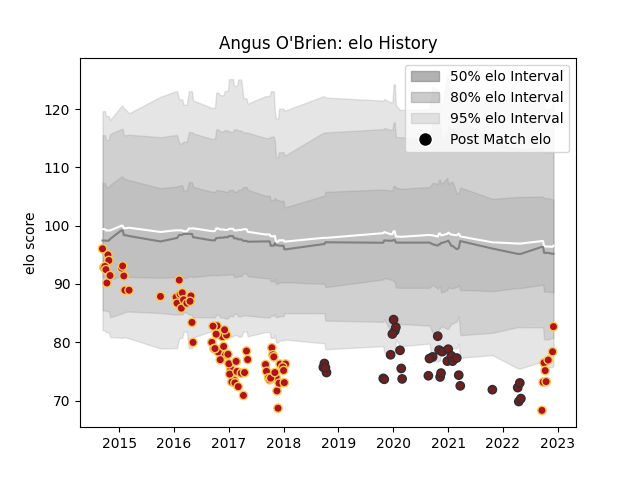 Angus O'Brien: elo History
50% elo Interval
80% elo Interval
95% elo Interval
Post Match elo
elo score
120
110
100
90
80
70
2015 2016 2017 2018 2019 2020 2021 2022 2023